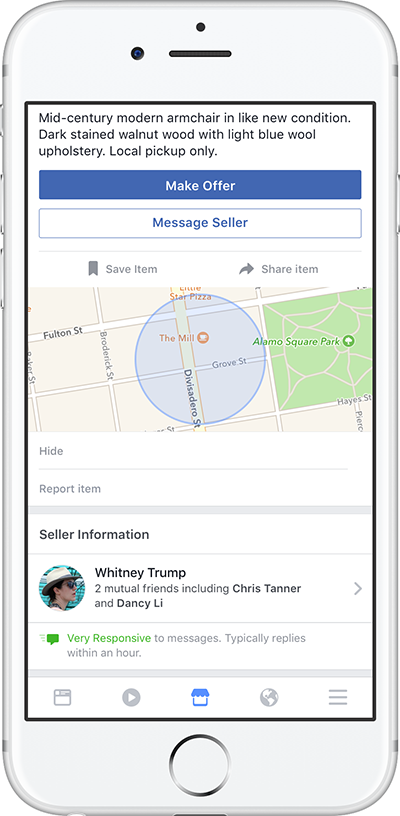 Mid-century modern armchair in like new condition.
Dark stained walnut wood with light blue wool
upholstery. Local pickup only.
Make Offer
Message Seller
Save Item
Share item
Little
Star Pizza
Fulton St
The Mill
Alamo Square Park
Broderick St
Baker St
Grove St
Divisadero St
Hayes St
Hide
Report item
Seller Information
Whitney Trump
2 mutual friends including Chris Tanner
and Dancy Li
Very Responsive to messages. Typically replies
within an hour.